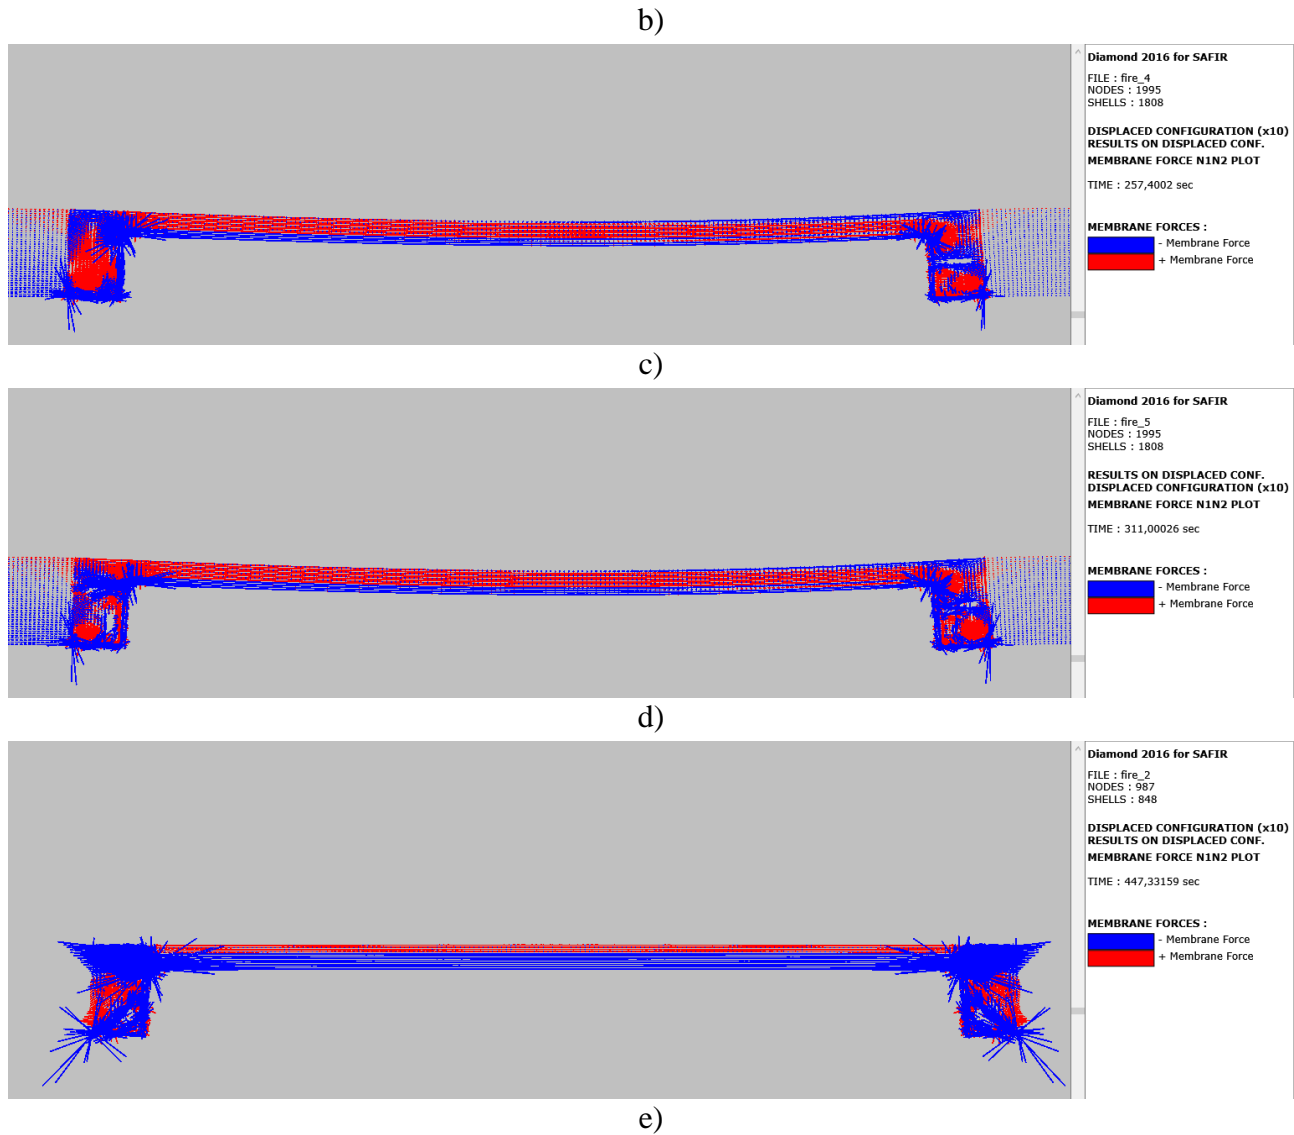 b)
Diamond 2016 for SAFIR
FILE : fire_4
NODES : 1995
SHELLS : 1808
DISPLACED CONFIGURATION (x10)
RESULTS ON DISPLACED CONF.
MEMBRANE FORCE N1N2 PLOT
TIME : 257,4002 sec
MEMBRANE FORCES :
- Membrane Force
+ Membrane Force
c)
Diamond 2016 for SAFIR
FILE : fire_5
NODES : 1995
SHELLS : 1808
RESULTS ON DISPLACED CONF.
DISPLACED CONFIGURATION (x10)
MEMBRANE FORCE N1N2 PLOT
TIME : 311,00026 sec
MEMBRANE FORCES :
- Membrane Force
+ Membrane Force
d)
Diamond 2016 for SAFIR
FILE : fire_2
NODES : 987
SHELLS : 848
DISPLACED CONFIGURATION (x10)
RESULTS ON DISPLACED CONF.
MEMBRANE FORCE N1N2 PLOT
TIME : 447,33159 sec
MEMBRANE FORCES :
- Membrane Force
+ Membrane Force
e)